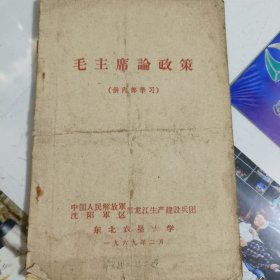 毛主席論政策
(供内部学习)
中国人民解放軍
沈阳軍区
黑龙江生产建設兵团
东北农垦大学
一九六九年二月